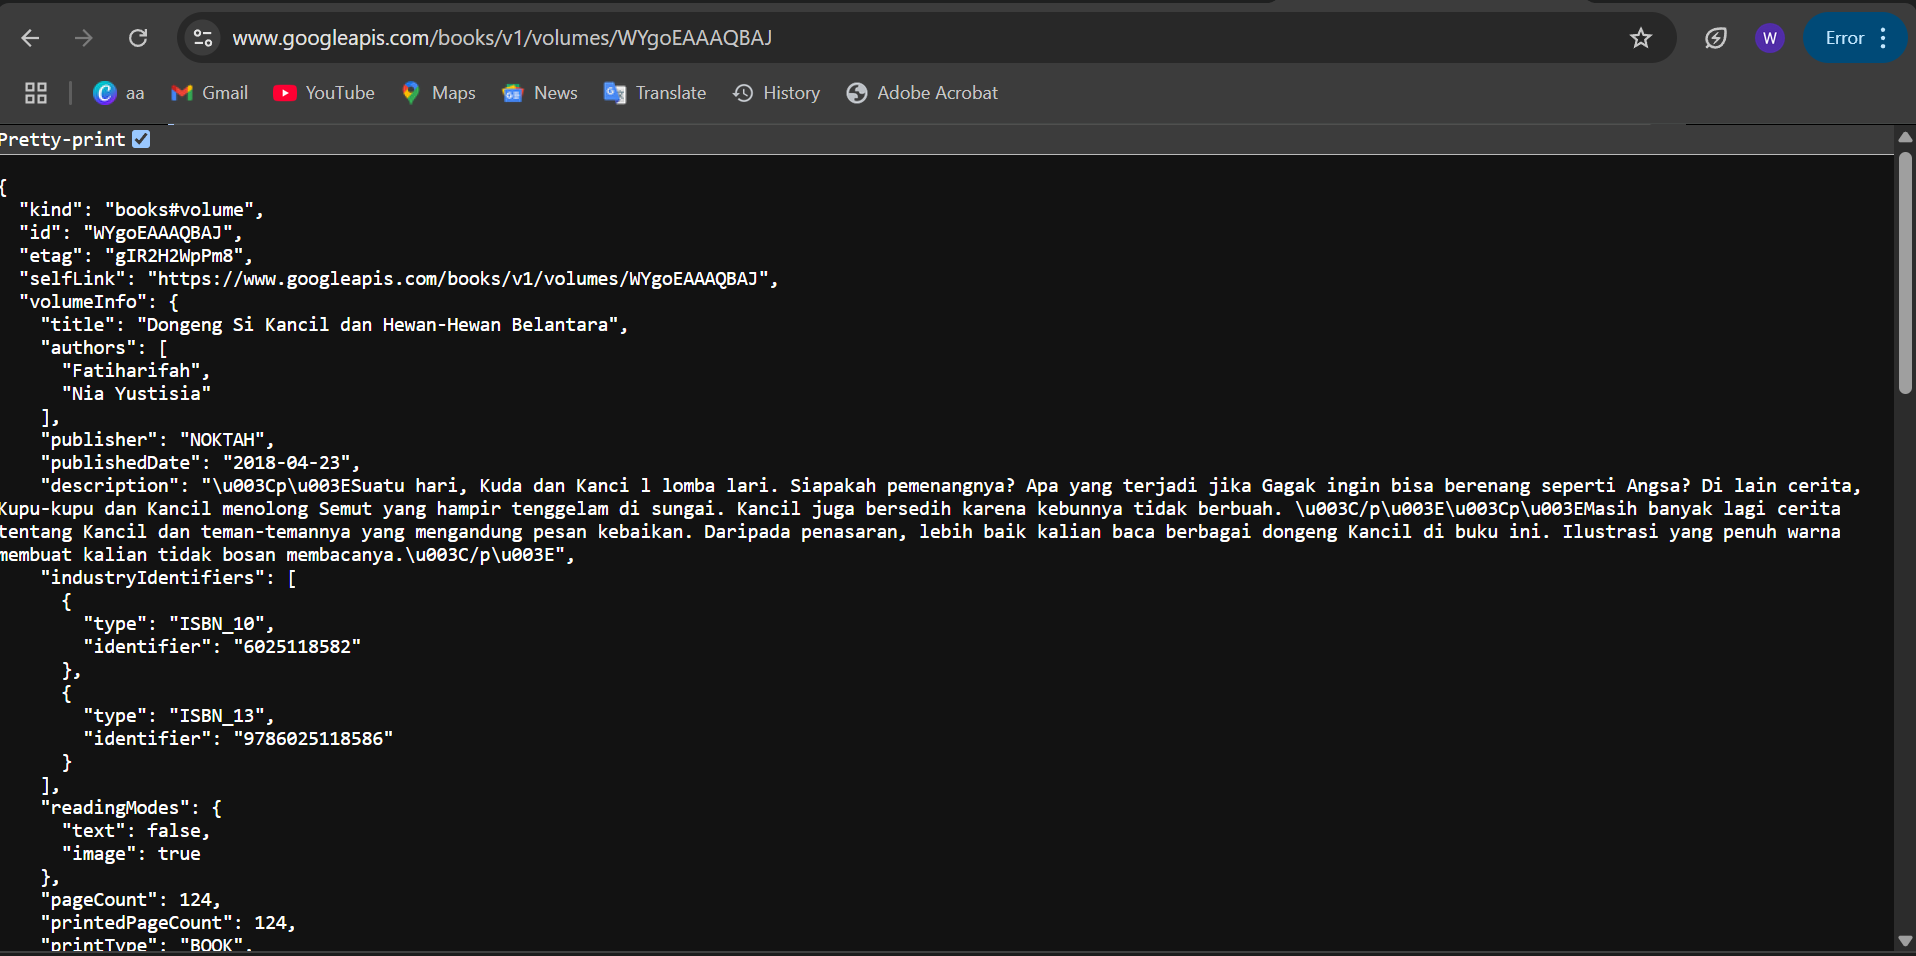 www.googleapis.com/books/v1/volumes/WYgoEAAAQBAJ
W
Error
aa
Gmail
YouTube
Maps
News
Translate
History
Adobe Acrobat
Pretty-print
{
"kind": "books#volume",
"id": "WYgoEAAAQBAJ",
"etag": "gIR2H2WpPm8",
"selfLink": "https://www.googleapis.com/books/v1/volumes/WYgoEAAAQBAJ",
"volumeInfo": {
"title": "Dongeng Si Kancil dan Hewan-Hewan Belantara",
"authors": [
"Fatiharifah",
"Nia Yustisia"
],
"publisher": "NOKTAH",
"publishedDate": "2018-04-23",
"description": "\u003Cp\u003ESuatu hari, Kuda dan Kanci l lomba lari. Siapakah pemenangnya? Apa yang terjadi jika Gagak ingin bisa berenang seperti Angsa? Di lain cerita,
Kupu-kupu dan Kancil menolong Semut yang hampir tenggelam di sungai. Kancil juga bersedih karena kebunnya tidak berbuah. \u003C/p\u003E\u003Cp\u003EMasih banyak lagi cerita
tentang Kancil dan teman-temannya yang mengandung pesan kebaikan. Daripada penasaran, lebih baik kalian baca berbagai dongeng Kancil di buku ini. Ilustrasi yang penuh warna
membuat kalian tidak bosan membacanya.\u003C/p\u003E",
"industryIdentifiers": [
{
"type": "ISBN_10",
"identifier": "6025118582"
},
{
"type": "ISBN_13",
"identifier": "9786025118586"
}
],
"readingModes": {
"text": false,
"image": true
},
"pageCount": 124,
"printedPageCount": 124,
"printType": "BOOK",